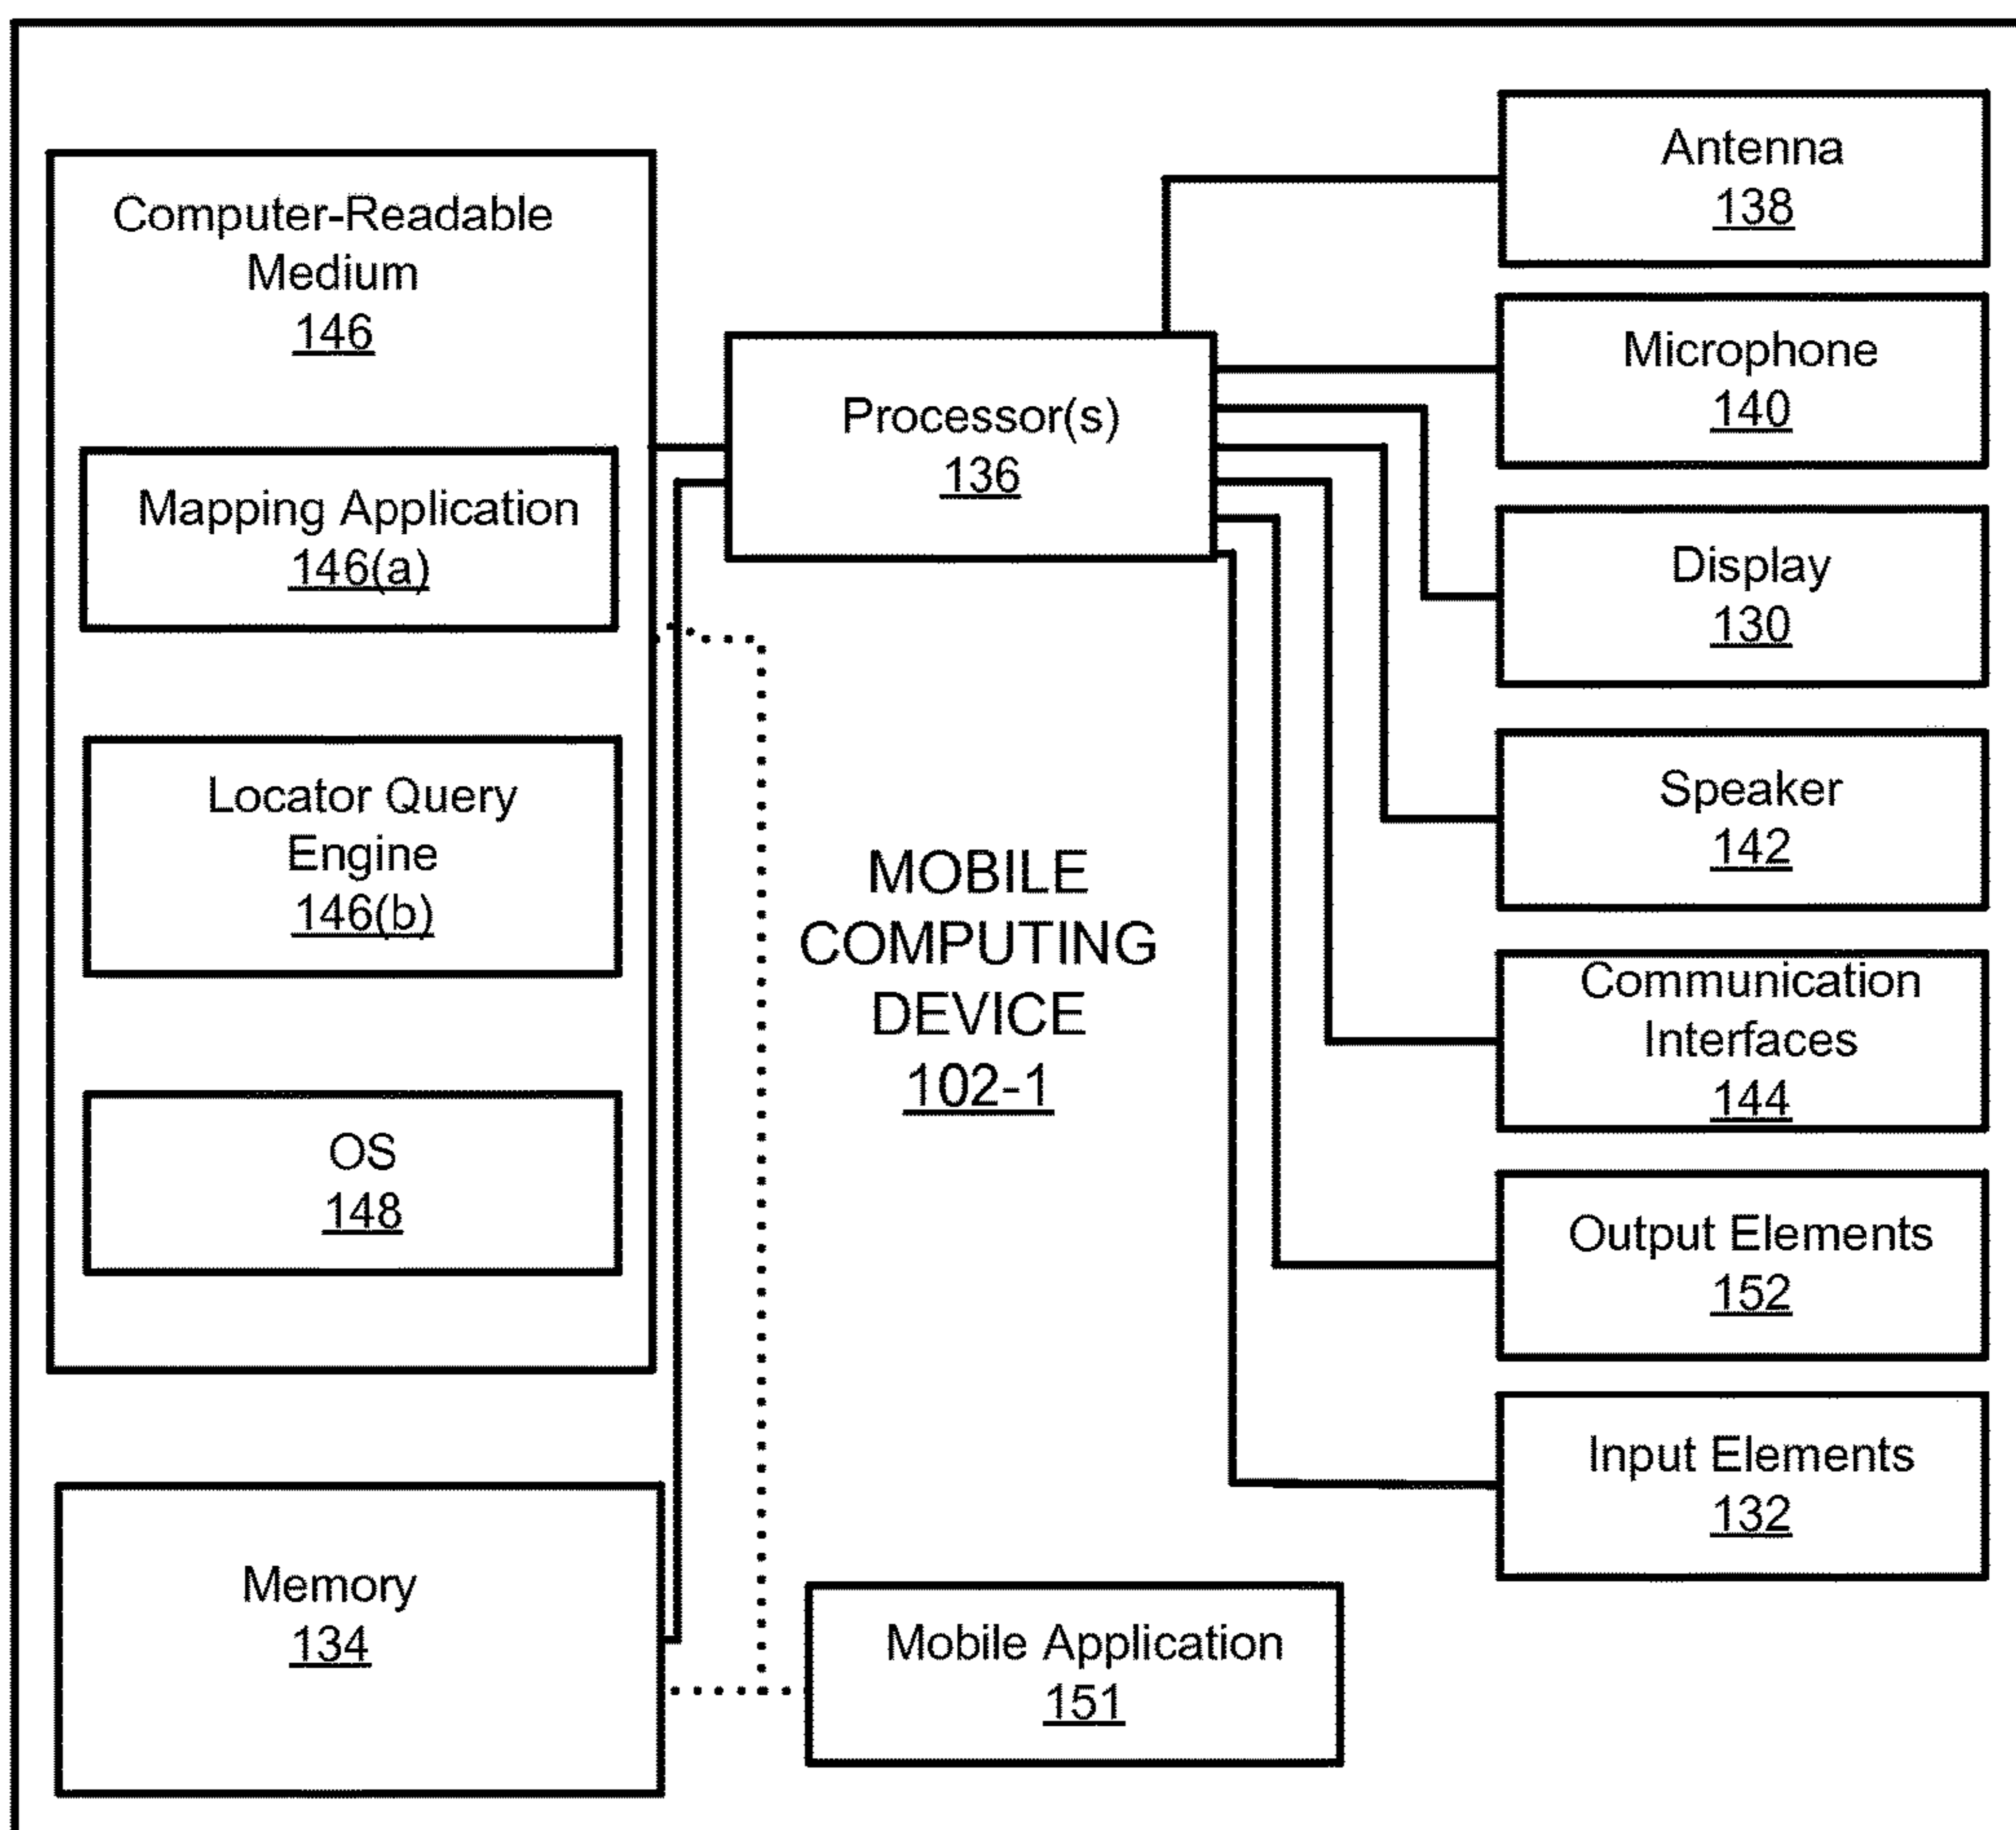 Computer-Readable
Medium
146
Mapping Application
146(a)
Locator Query
Engine
146(b)
OS
148
Memory
134
Processor(s)
136
MOBILE
COMPUTING
DEVICE
102-1
Mobile Application
151
Antenna
138
Microphone
140
Display
130
Speaker
142
Communication
Interfaces
144
Output Elements
152
Input Elements
132